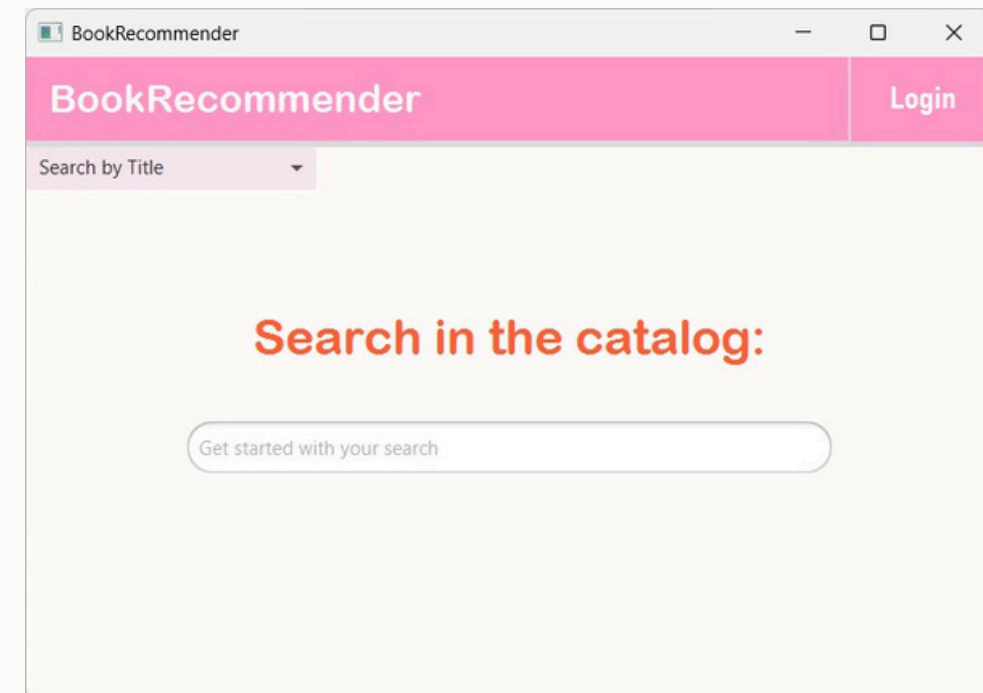 BookRecommender
BookRecommender
Login
Search by Title
Search in the catalog:
Get started with your search